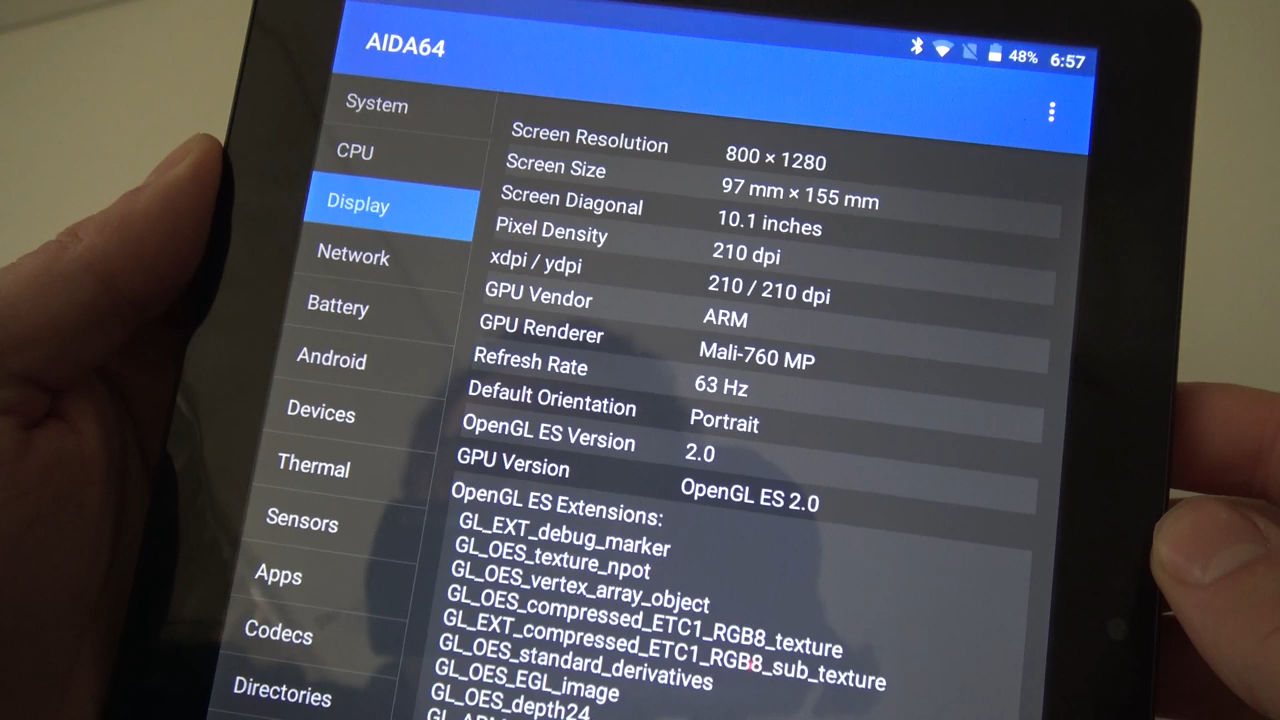 AIDA64
48% 6:57
System
CPU
Display
Network
Battery
Android
Devices
Thermal
Sensors
Apps
Codecs
Directories
Screen Resolution 800 × 1280
Screen Size 97 mm × 155 mm
Screen Diagonal 10.1 inches
Pixel Density 210 dpi
xdpi / ydpi 210 / 210 dpi
GPU Vendor ARM
GPU Renderer Mali-760 MP
Refresh Rate 63 Hz
Default Orientation Portrait
OpenGL ES Version 2.0
GPU Version OpenGL ES 2.0
OpenGL ES Extensions:
GL_EXT_debug_marker
GL_OES_texture_npot
GL_OES_vertex_array_object
GL_OES_compressed_ETC1_RGB8_texture
GL_EXT_compressed_ETC1_RGB8_sub_texture
GL_OES_standard_derivatives
GL_OES_EGL_image
GL_OES_depth24